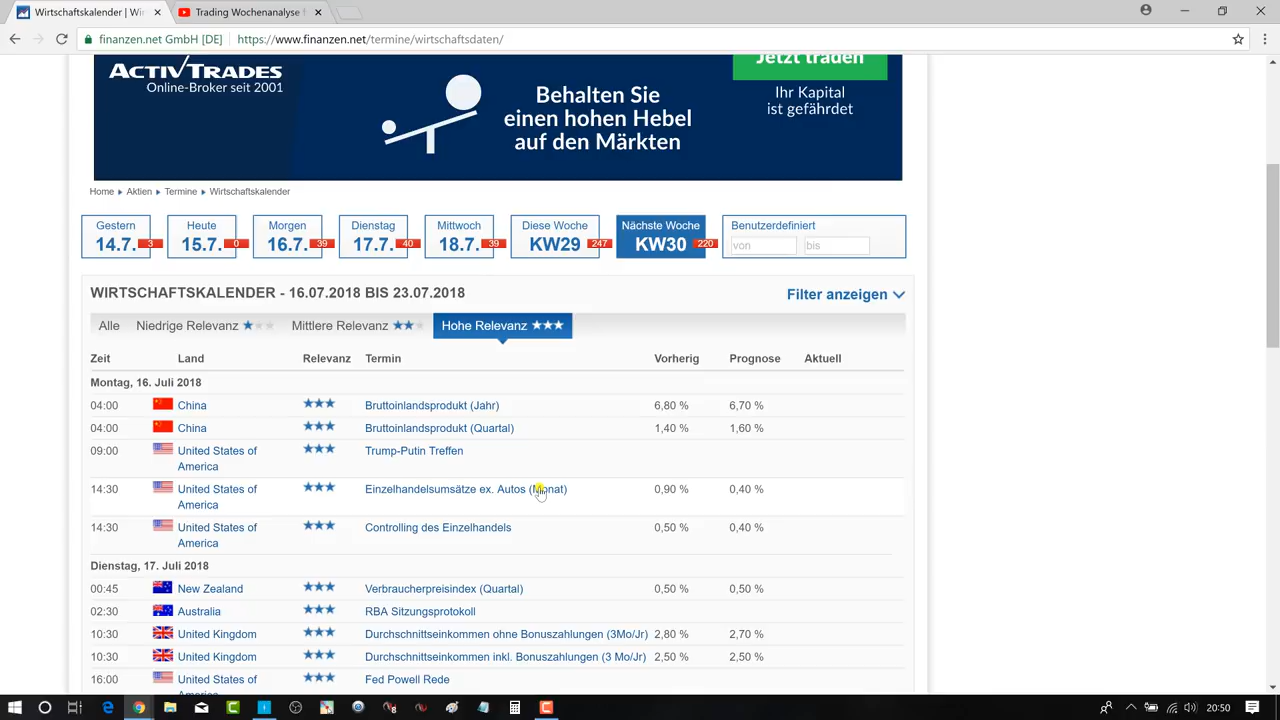 Wirtschaftskalender -
Trading Wochenanalyse f
finanzen.net GmbH [DE]
https://www.finanzen.net/termine/wirtschaftsdaten/
ACTIVTRADES
Online-Broker seit 2001
Behalten Sie
einen hohen Hebel
auf den Märkten
Jetzt traden
Ihr Kapital
ist gefährdet
Home Aktien Termine Wirtschaftskalender
Gestern
14.7. 3
Heute
15.7. 0
Morgen
16.7. 39
Dienstag
17.7. 40
Mittwoch
18.7. 39
Diese Woche
KW29 247
Nächste Woche
KW30 220
Benutzerdefiniert
von bis
WIRTSCHAFTSKALENDER - 16.07.2018 BIS 23.07.2018
Filter anzeigen
Alle Niedrige Relevanz Mittlere Relevanz Hohe Relevanz
Zeit Land Relevanz Termin Vorherig Prognose Aktuell
Montag, 16. Juli 2018
04:00 China Bruttoinlandsprodukt (Jahr) 6,80 % 6,70 %
04:00 China Bruttoinlandsprodukt (Quartal) 1,40 % 1,60 %
09:00 United States of Trump-Putin Treffen
America
14:30 United States of Einzelhandelsumsätze ex. Autos (Monat) 0,90 % 0,40 %
America
14:30 United States of Controlling des Einzelhandels 0,50 % 0,40 %
America
Dienstag, 17. Juli 2018
00:45 New Zealand Verbraucherpreisindex (Quartal) 0,50 % 0,50 %
02:30 Australia RBA Sitzungsprotokoll
10:30 United Kingdom Durchschnittseinkommen ohne Bonuszahlungen (3Mo/Jr) 2,80 % 2,70 %
10:30 United Kingdom Durchschnittseinkommen inkl. Bonuszahlungen (3 Mo/Jr) 2,50 % 2,50 %
16:00 United States of Fed Powell Rede
America
20:50